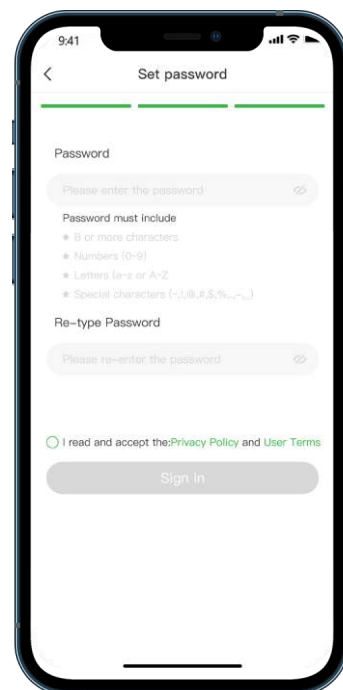 9:41
Set password
Password
Please enter the password
Password must include
★ 8 or more characters
★ Numbers (0-9)
★ Letters (a-z or A-Z
★ Special characters (~,!,@,#,$,%,_,-,_)
Re-type Password
Please re-enter the password
I read and accept the:Privacy Policy and User Terms
Sign in